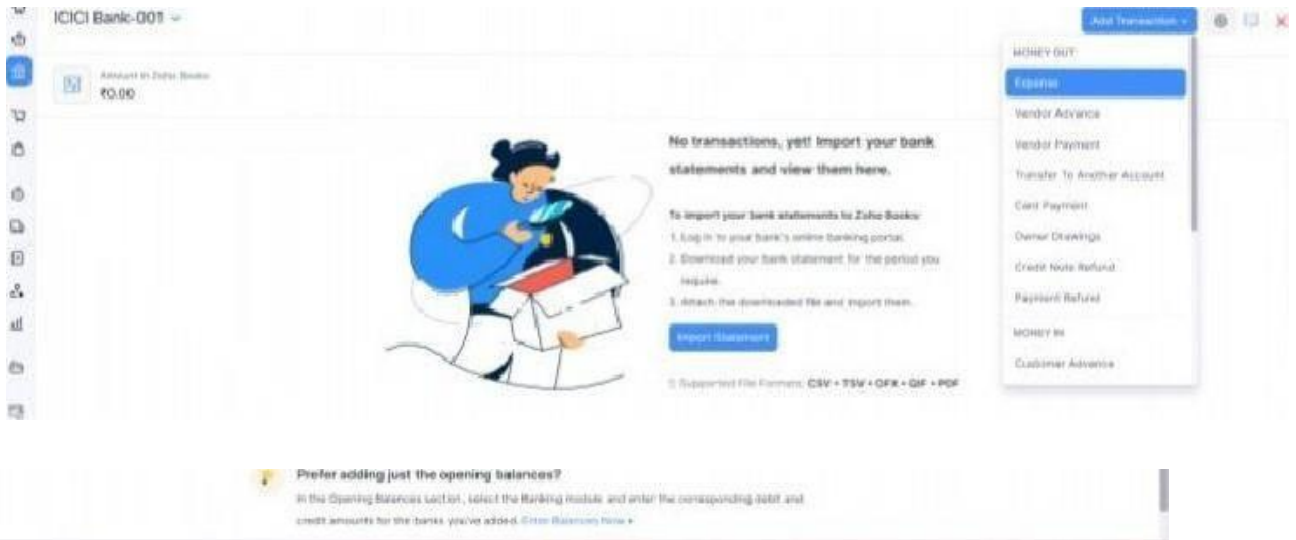 ICICI Bank-001
Add Transaction
Amount in Zoho Books
₹0.00
No transactions, yet! Import your bank
statements and view them here.
To import your bank statements to Zoho Books:
1. Log in to your bank's online banking portal.
2. Download your bank statement for the period you
require.
3. Attach the downloaded file and import them.
Import Statement
Supported File Formats: CSV • TSV • OFX • QIF • PDF
MONEY OUT
Expense
Vendor Advance
Vendor Payment
Transfer To Another Account
Card Payment
Owner Drawings
Credit Note Refund
Payment Refund
MONEY IN
Customer Advance
Prefer adding just the opening balances?
In the Opening Balances section, select the Banking module and enter the corresponding debit and
credit amounts for the banks you've added. Enter Balances Now